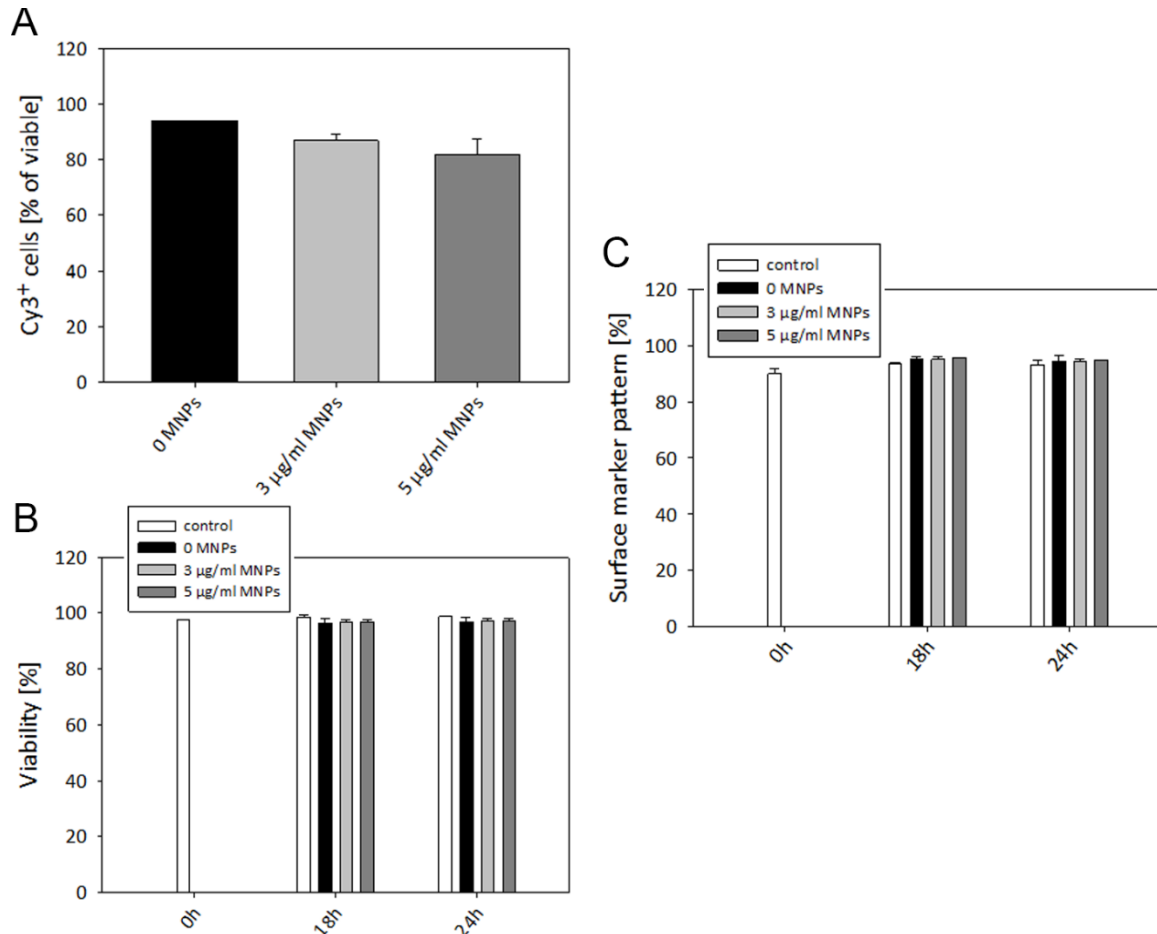 A
120
100
80
60
40
20
0
Cy3+ cells [% of viable]
0 MNPs
3 µg/ml MNPs
5 µg/ml MNPs
B
control
0 MNPs
3 µg/ml MNPs
5 µg/ml MNPs
120
100
80
60
40
20
0
Viability [%]
0h
18h
24h
C
control
0 MNPs
3 µg/ml MNPs
5 µg/ml MNPs
120
100
80
60
40
20
0
Surface marker pattern [%]
0h
18h
24h